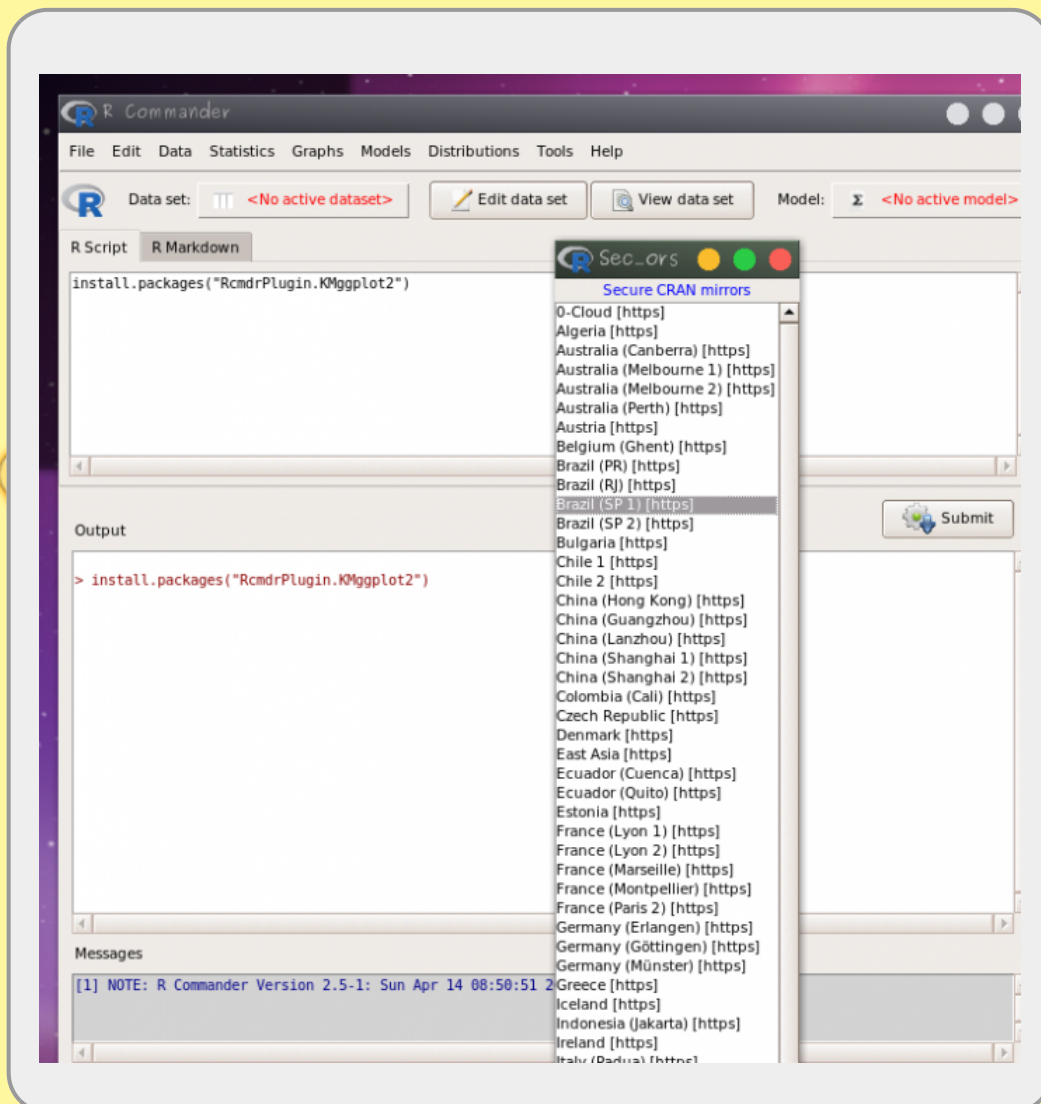 R Commander
File Edit Data Statistics Graphs Models Distributions Tools Help
Data set: <No active dataset> Edit data set View data set Model: Σ <No active model>
R Script R Markdown
install.packages("RcmdrPlugin.KMggplot2")
Output
Submit
> install.packages("RcmdrPlugin.KMggplot2")
Messages
[1] NOTE: R Commander Version 2.5-1: Sun Apr 14 08:50:51 2
Sec_ors
Secure CRAN mirrors
0-Cloud [https]
Algeria [https]
Australia (Canberra) [https]
Australia (Melbourne 1) [https]
Australia (Melbourne 2) [https]
Australia (Perth) [https]
Austria [https]
Belgium (Ghent) [https]
Brazil (PR) [https]
Brazil (RJ) [https]
Brazil (SP 1) [https]
Brazil (SP 2) [https]
Bulgaria [https]
Chile 1 [https]
Chile 2 [https]
China (Hong Kong) [https]
China (Guangzhou) [https]
China (Lanzhou) [https]
China (Shanghai 1) [https]
China (Shanghai 2) [https]
Colombia (Cali) [https]
Czech Republic [https]
Denmark [https]
East Asia [https]
Ecuador (Cuenca) [https]
Ecuador (Quito) [https]
Estonia [https]
France (Lyon 1) [https]
France (Lyon 2) [https]
France (Marseille) [https]
France (Montpellier) [https]
France (Paris 2) [https]
Germany (Erlangen) [https]
Germany (Göttingen) [https]
Germany (Münster) [https]
Greece [https]
Iceland [https]
Indonesia (Jakarta) [https]
Ireland [https]
Italy (Padua) [https]